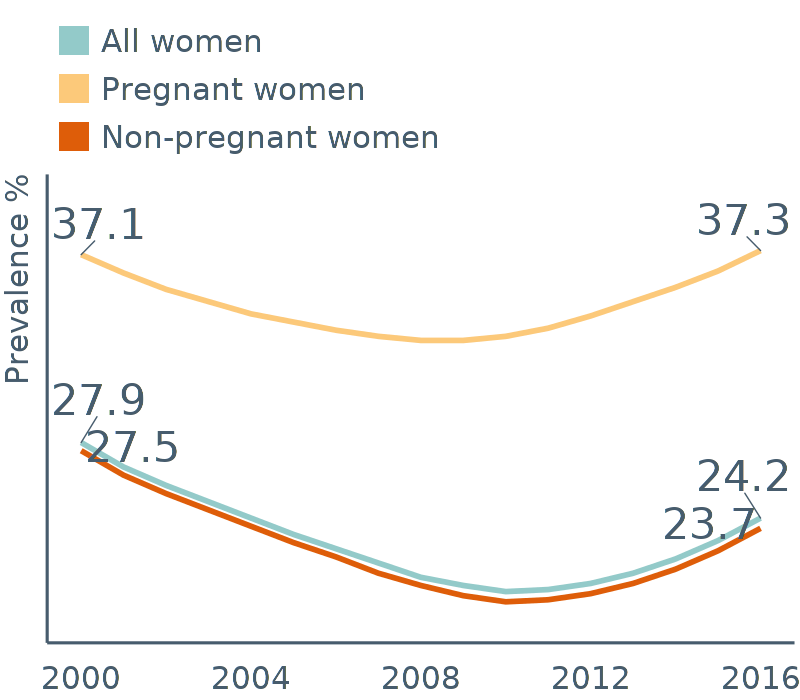 All women
Pregnant women
Non-pregnant women
Prevalence %
37.1
37.3
27.9
27.5
24.2
23.7
2000 2004 2008 2012 2016